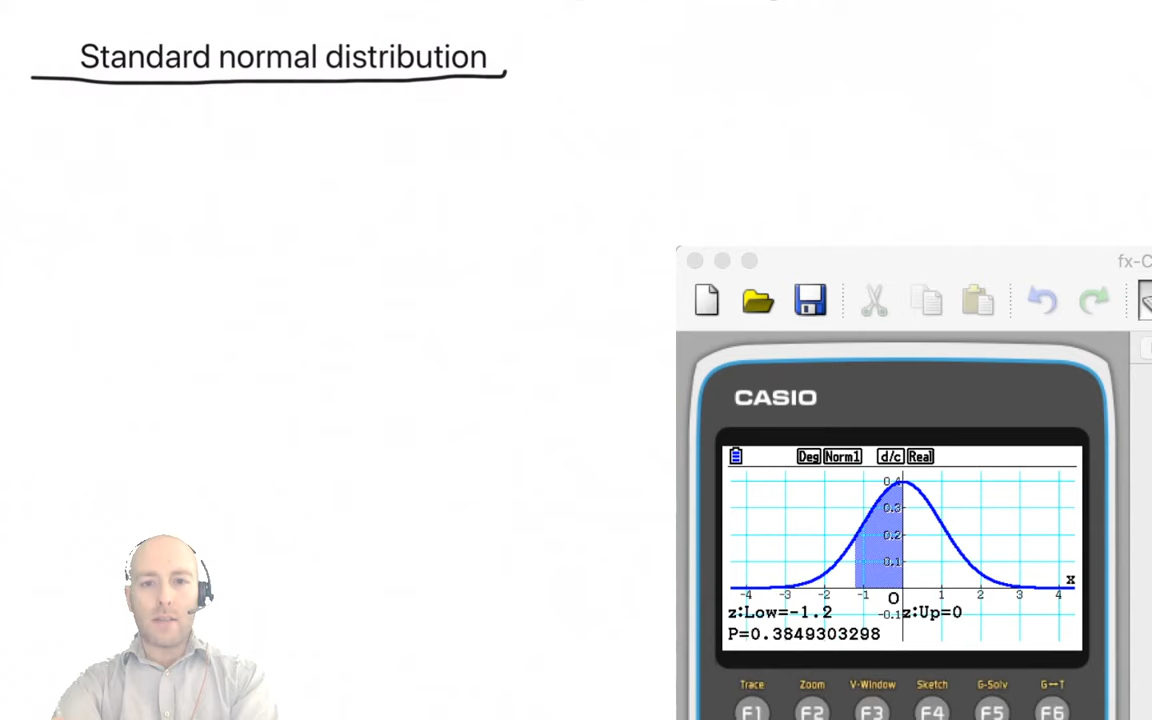 Standard normal distribution
fx-C
CASIO
Deg Norm1 d/c Real
0.4
0.3
0.2
0.1
x
-4 -3 -2 -1 O 1 2 3 4
z:Low=-1.2 -0.1 z:Up=0
P=0.3849303298
Trace Zoom V-Window Sketch G-Solv G↔T
F1 F2 F3 F4 F5 F6